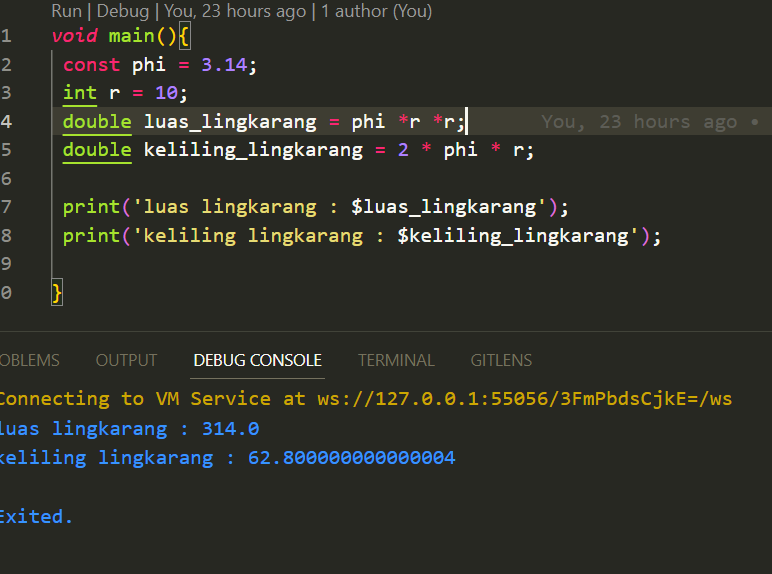 Run | Debug | You, 23 hours ago | 1 author (You)
1 void main(){
2 const phi = 3.14;
3 int r = 10;
4 double luas_lingkarang = phi *r *r; You, 23 hours ago •
5 double keliling_lingkarang = 2 * phi * r;
6
7 print('luas lingkarang : $luas_lingkarang');
8 print('keliling lingkarang : $keliling_lingkarang');
9
0 }
OBLEMS OUTPUT DEBUG CONSOLE TERMINAL GITLENS
Connecting to VM Service at ws://127.0.0.1:55056/3FmPbdsCjkE=/ws
luas lingkarang : 314.0
keliling lingkarang : 62.800000000000004
Exited.